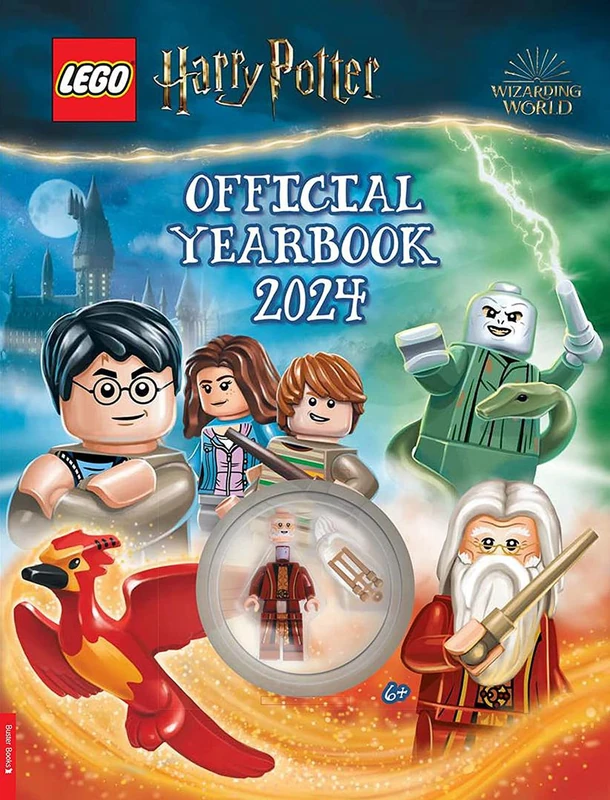 LEGO
Harry Potter
WIZARDING
WORLD
OFFICIAL
YEARBOOK
2024
6+
Buster Books